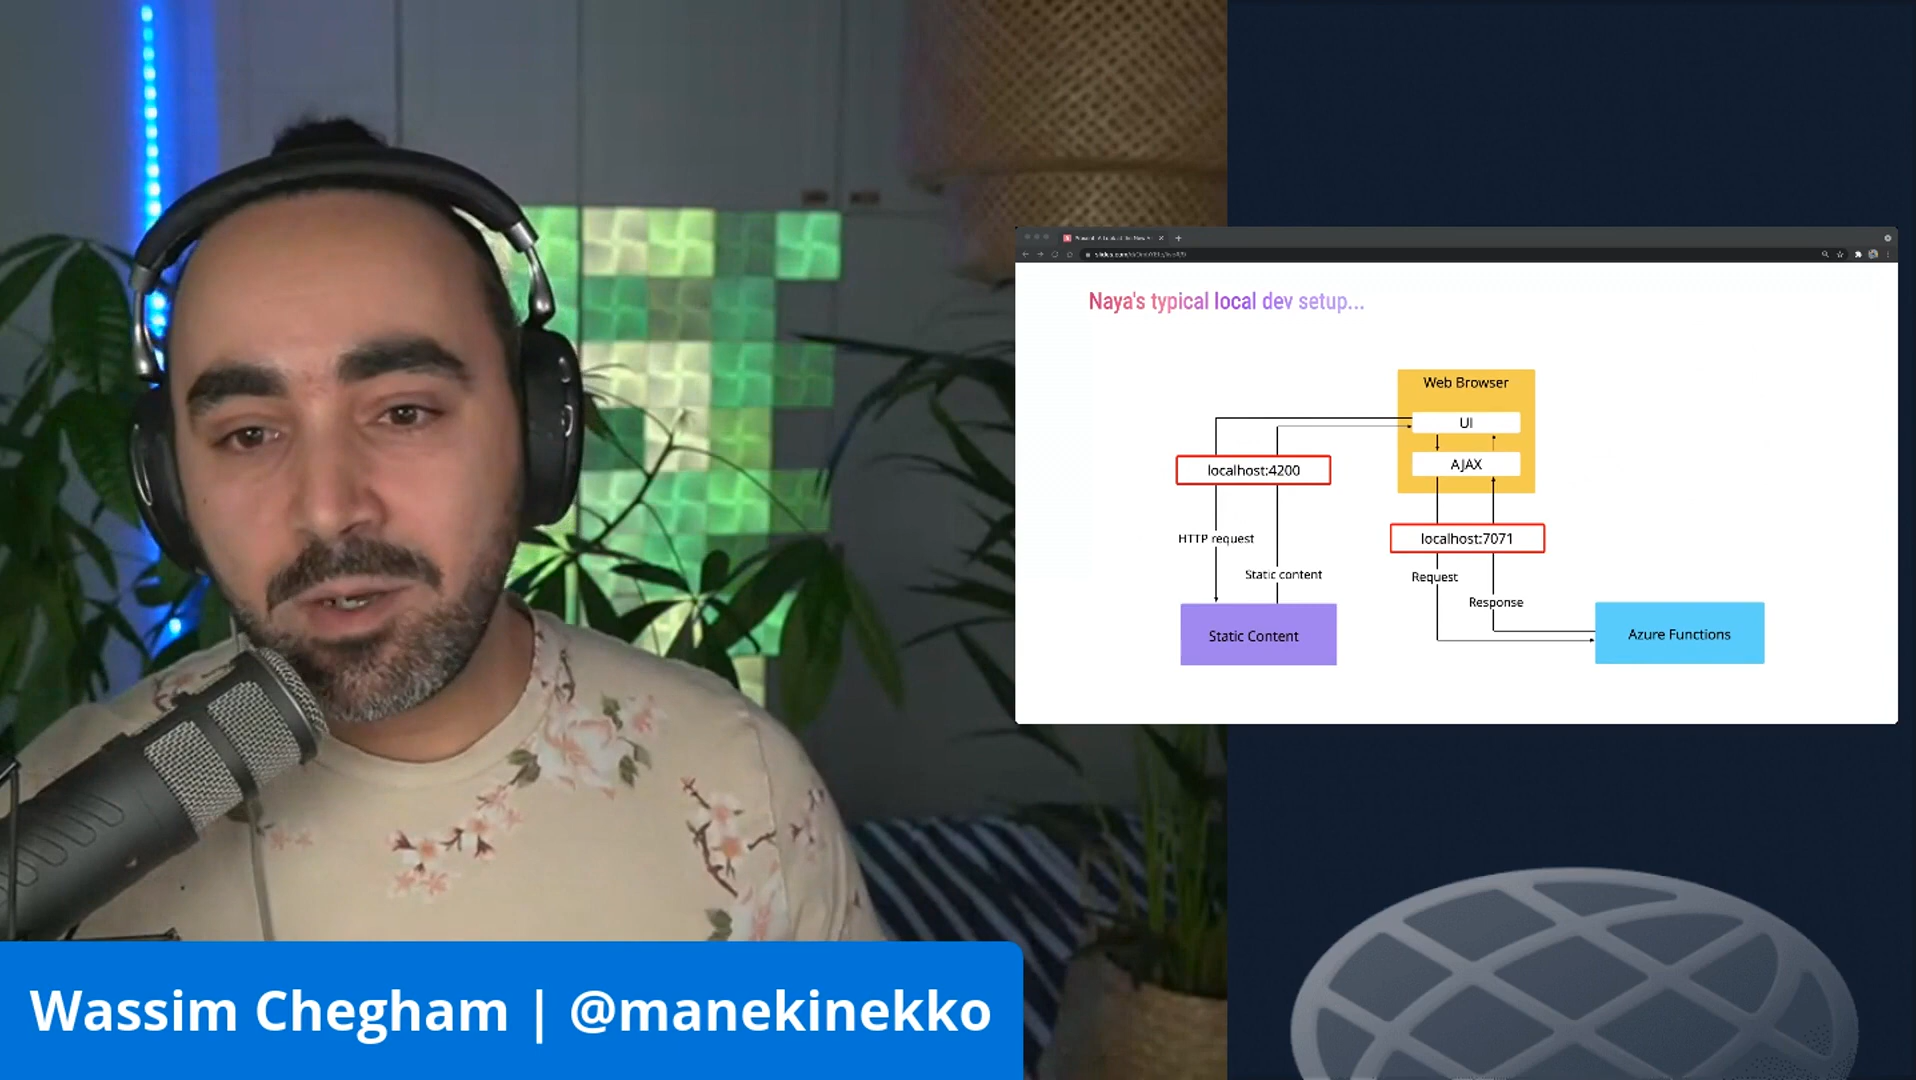 Naya's typical local dev setup...
Web Browser
UI
AJAX
localhost:4200
localhost:7071
HTTP request
Static content
Request
Response
Static Content
Azure Functions
Wassim Chegham | @manekinekko